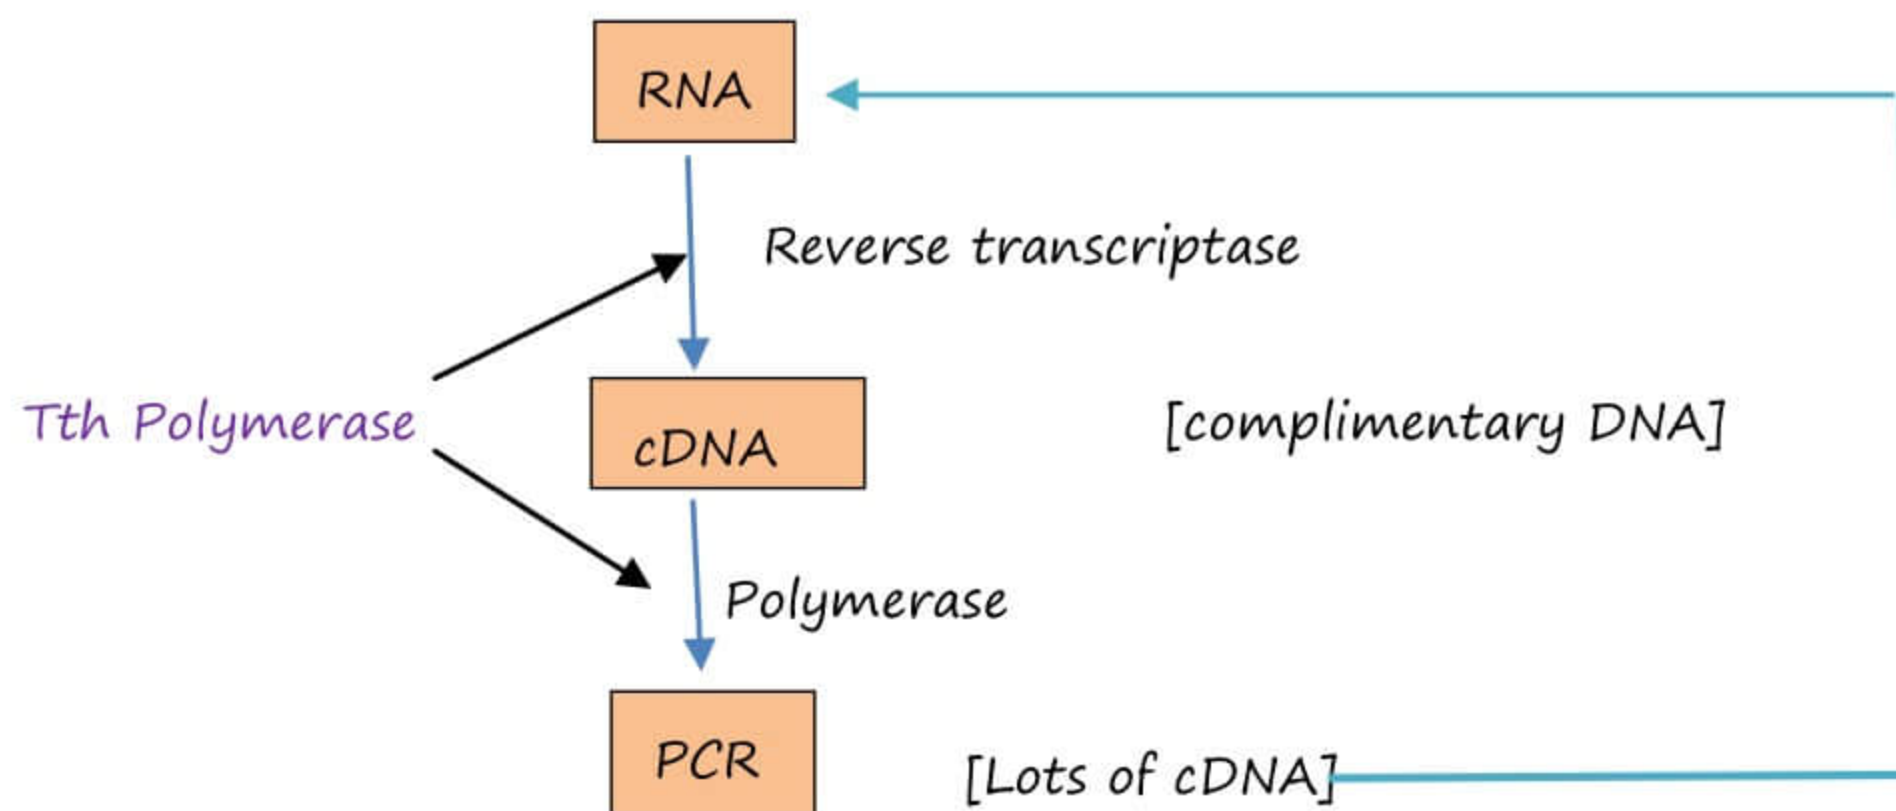 RNA
Reverse transcriptase
Tth Polymerase
cDNA
[complimentary DNA]
Polymerase
PCR
[Lots of cDNA]